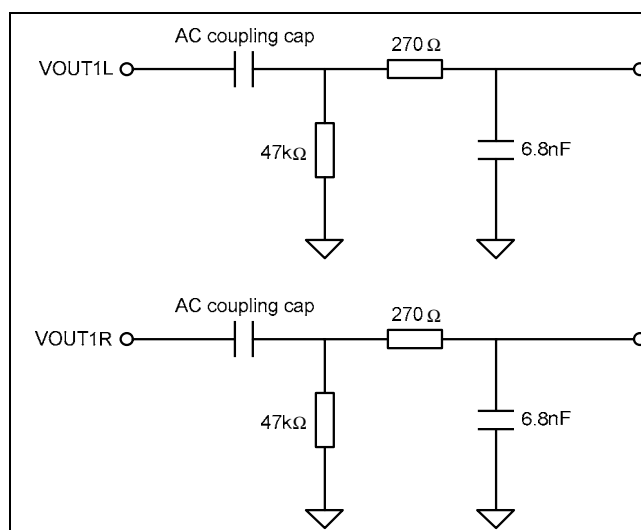 AC coupling cap
270 Ω
VOUT1L
47kΩ
6.8nF
AC coupling cap
270 Ω
VOUT1R
47kΩ
6.8nF